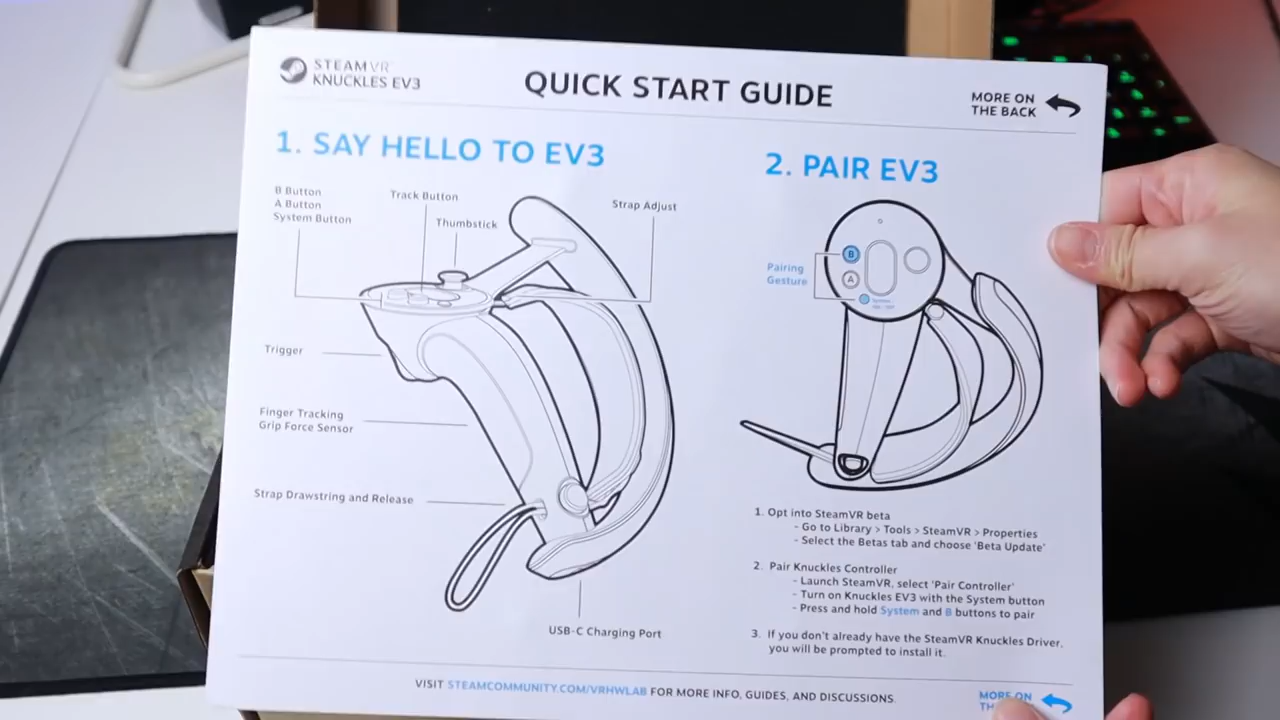 STEAMVR
KNUCKLES EV3
QUICK START GUIDE
MORE ON
THE BACK
1. SAY HELLO TO EV3
B Button
A Button
System Button
Track Button
Thumbstick
Strap Adjust
Trigger
Finger Tracking
Grip Force Sensor
Strap Drawstring and Release
USB-C Charging Port
2. PAIR EV3
Pairing
Gesture
B
A
1. Opt into SteamVR beta
- Go to Library > Tools > SteamVR > Properties
- Select the Betas tab and choose 'Beta Update'
2. Pair Knuckles Controller
- Launch SteamVR, select 'Pair Controller'
- Turn on Knuckles EV3 with the System button
- Press and hold System and B buttons to pair
3. If you don't already have the SteamVR Knuckles Driver,
you will be prompted to install it.
VISIT STEAMCOMMUNITY.COM/VRHWLAB FOR MORE INFO, GUIDES, AND DISCUSSIONS
MORE ON